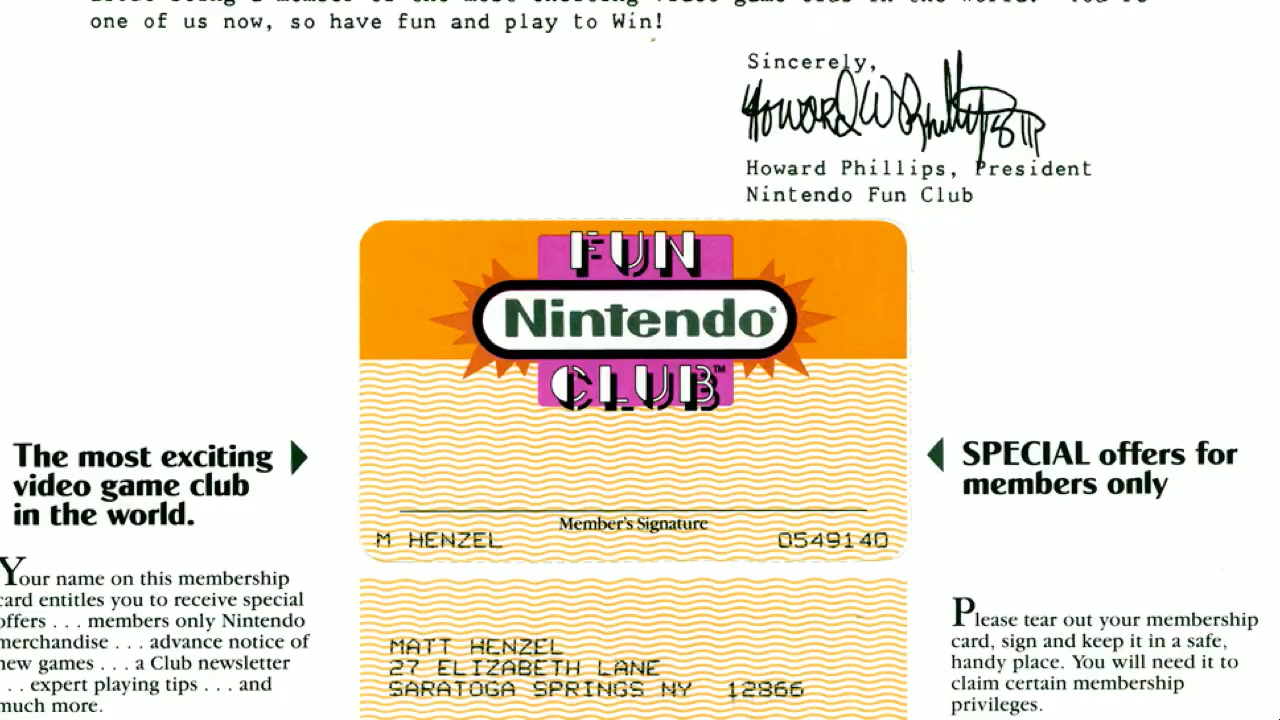 one of us now, so have fun and play to Win!
Sincerely,
Howard W Phillips
Howard Phillips, President
Nintendo Fun Club
FUN
Nintendo®
CLUB™
The most exciting
video game club
in the world.
SPECIAL offers for
members only
Member's Signature
M HENZEL 0549140
Your name on this membership
card entitles you to receive special
offers . . . members only Nintendo
merchandise . . . advance notice of
new games . . . a Club newsletter
. . . expert playing tips . . . and
much more.
MATT HENZEL
27 ELIZABETH LANE
SARATOGA SPRINGS NY 12866
Please tear out your membership
card, sign and keep it in a safe,
handy place. You will need it to
claim certain membership
privileges.